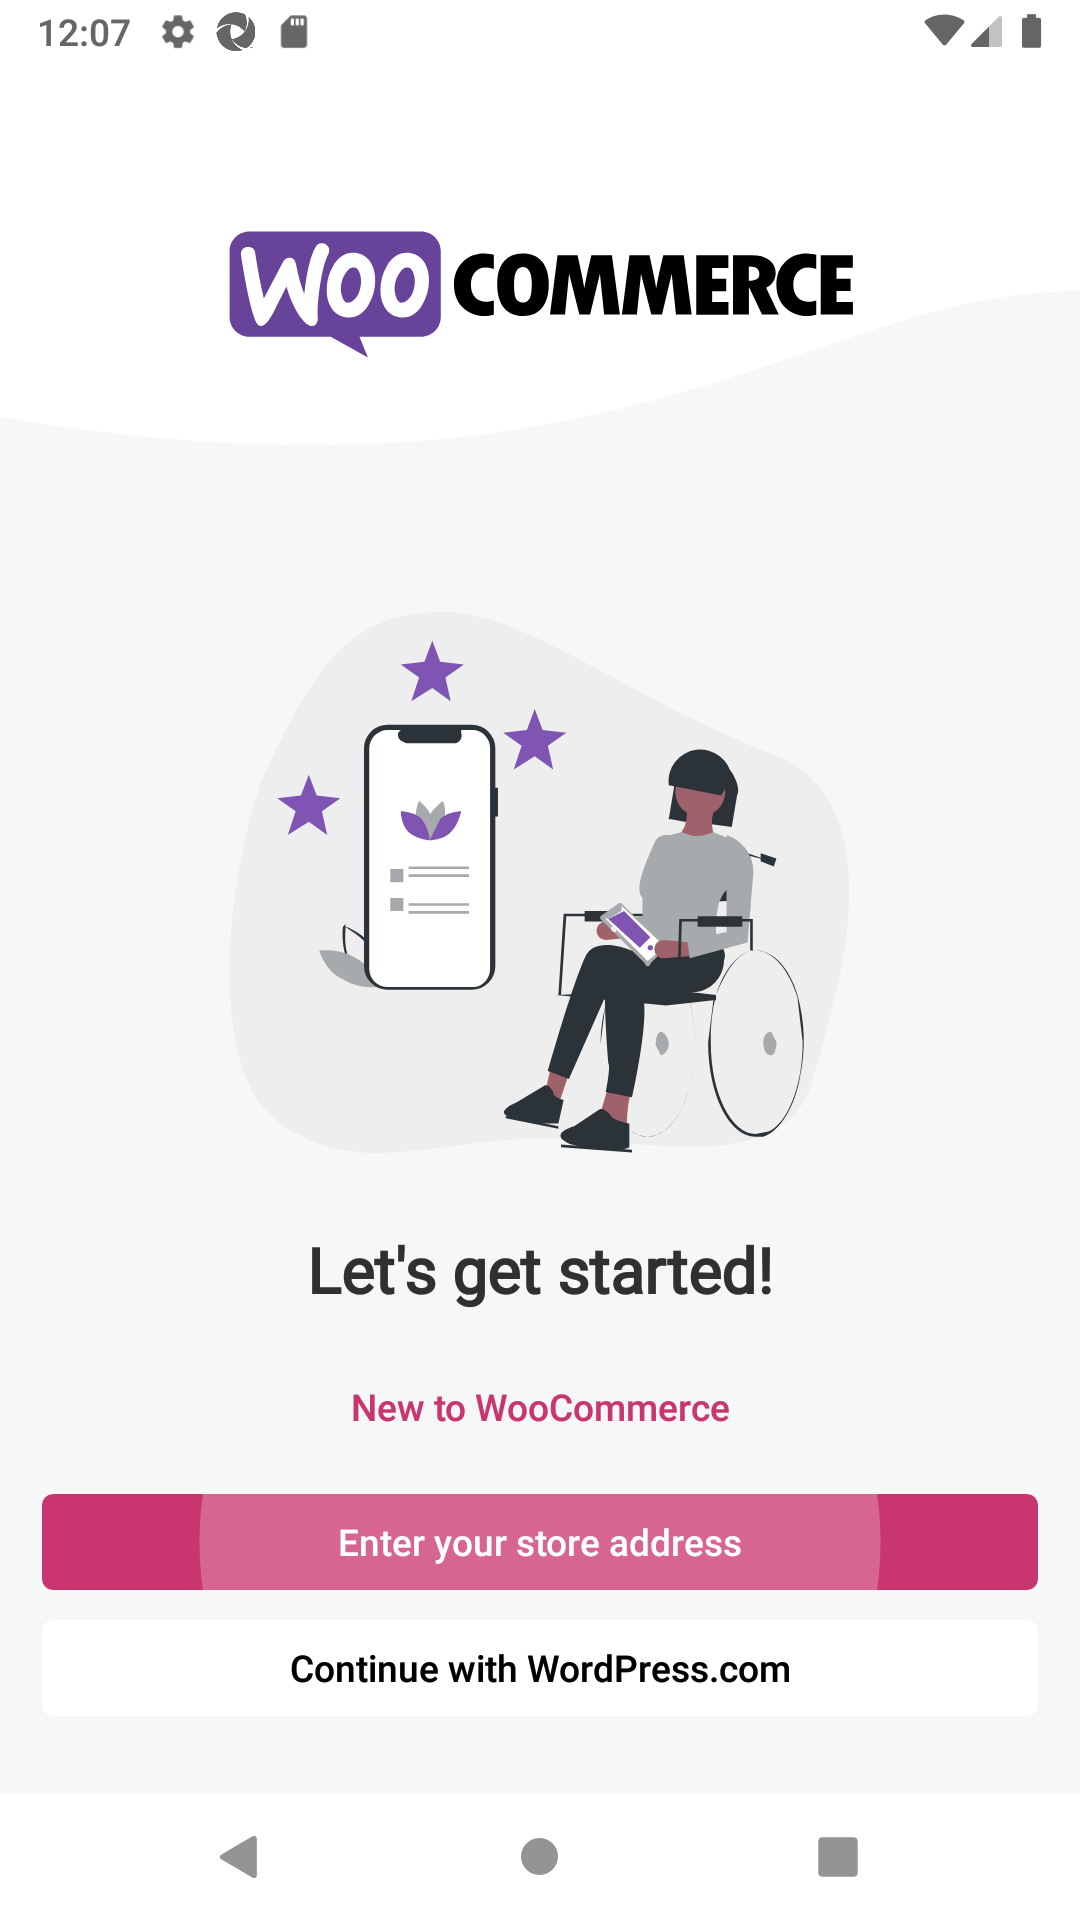 12:07
WOO COMMERCE
Let's get started!
New to WooCommerce
Enter your store address
Continue with WordPress.com